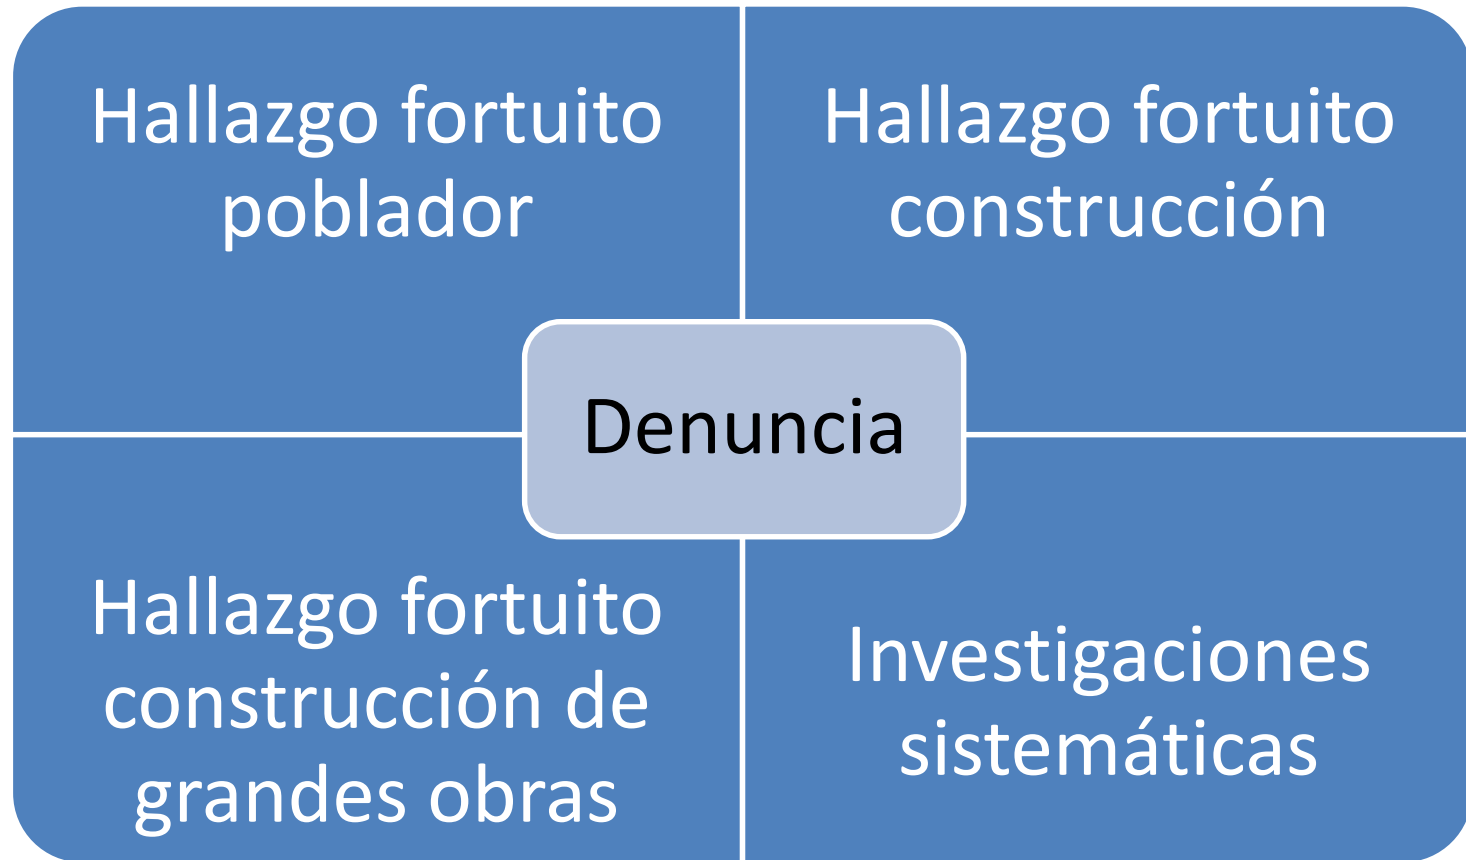 Hallazgo fortuito
poblador
Hallazgo fortuito
construcción
Denuncia
Hallazgo fortuito
construcción de
grandes obras
Investigaciones
sistemáticas